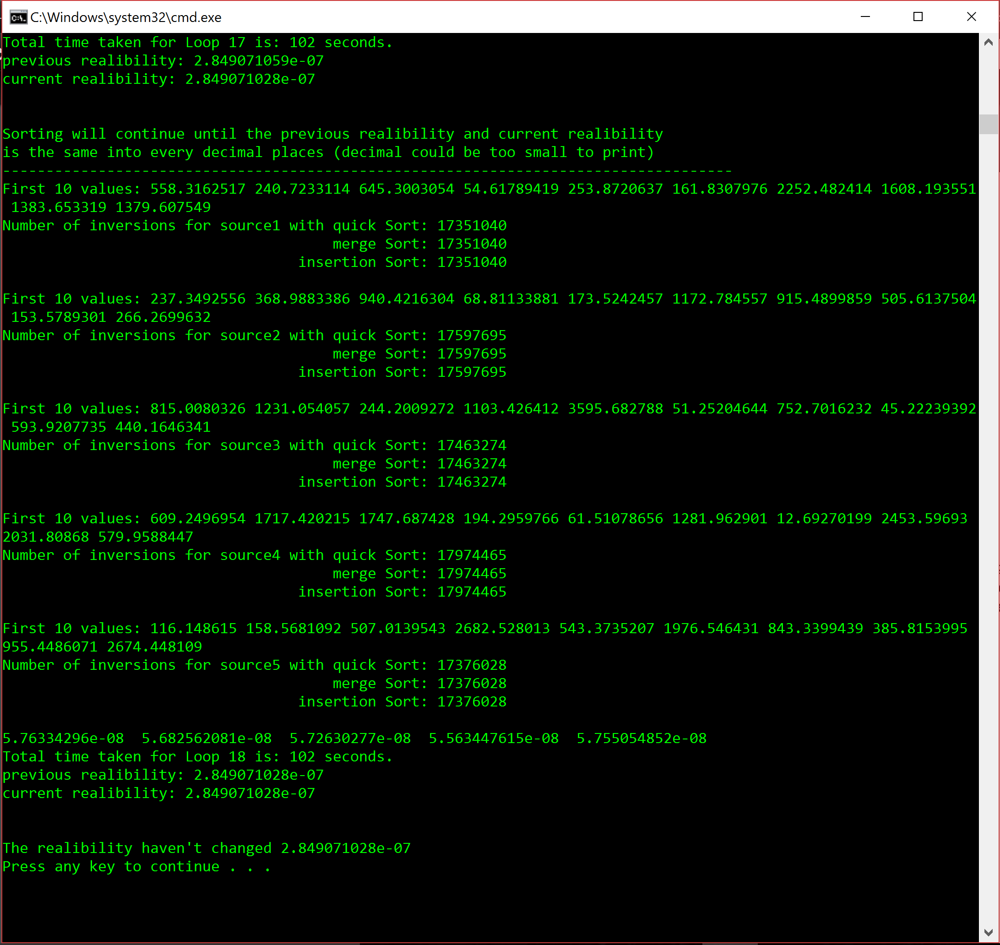 C:\Windows\system32\cmd.exe
Total time taken for Loop 17 is: 102 seconds.
previous realibility: 2.849071059e-07
current realibility: 2.849071028e-07
Sorting will continue until the previous realibility and current realibility
is the same into every decimal places (decimal could be too small to print)
------------------------------------------------------------------------------------
First 10 values: 558.3162517 240.7233114 645.3003054 54.61789419 253.8720637 161.8307976 2252.482414 1608.193551
1383.653319 1379.607549
Number of inversions for source1 with quick Sort: 17351040
merge Sort: 17351040
insertion Sort: 17351040
First 10 values: 237.3492556 368.9883386 940.4216304 68.81133881 173.5242457 1172.784557 915.4899859 505.6137504
153.5789301 266.2699632
Number of inversions for source2 with quick Sort: 17597695
merge Sort: 17597695
insertion Sort: 17597695
First 10 values: 815.0080326 1231.054057 244.2009272 1103.426412 3595.682788 51.25204644 752.7016232 45.22239392
593.9207735 440.1646341
Number of inversions for source3 with quick Sort: 17463274
merge Sort: 17463274
insertion Sort: 17463274
First 10 values: 609.2496954 1717.420215 1747.687428 194.2959766 61.51078656 1281.962901 12.69270199 2453.59693
2031.80868 579.9588447
Number of inversions for source4 with quick Sort: 17974465
merge Sort: 17974465
insertion Sort: 17974465
First 10 values: 116.148615 158.5681092 507.0139543 2682.528013 543.3735207 1976.546431 843.3399439 385.8153995
955.4486071 2674.448109
Number of inversions for source5 with quick Sort: 17376028
merge Sort: 17376028
insertion Sort: 17376028
5.76334296e-08  5.682562081e-08  5.72630277e-08  5.563447615e-08  5.755054852e-08
Total time taken for Loop 18 is: 102 seconds.
previous realibility: 2.849071028e-07
current realibility: 2.849071028e-07
The realibility haven't changed 2.849071028e-07
Press any key to continue . . .